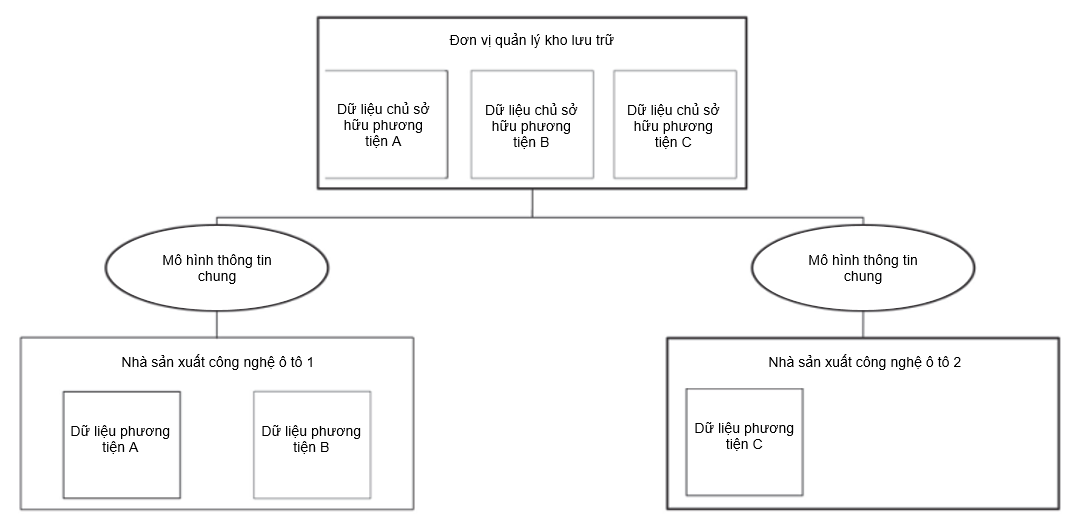 Đơn vị quản lý kho lưu trữ
Dữ liệu chủ sở
hữu phương
tiện A
Dữ liệu chủ sở
hữu phương
tiện B
Dữ liệu chủ sở
hữu phương
tiện C
Mô hình thông tin
chung
Mô hình thông tin
chung
Nhà sản xuất công nghệ ô tô 1
Dữ liệu phương
tiện A
Dữ liệu phương
tiện B
Nhà sản xuất công nghệ ô tô 2
Dữ liệu phương
tiện C